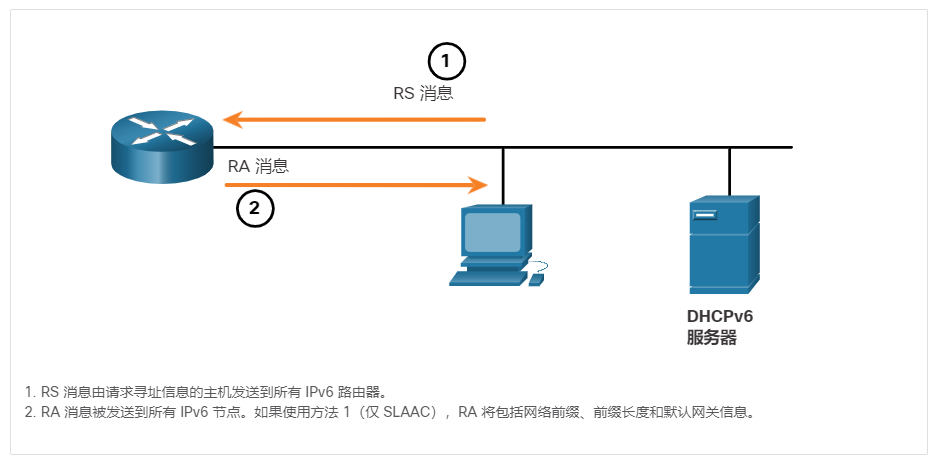 1
RS 消息
RA 消息
2
DHCPv6
服务器
1. RS 消息由请求寻址信息的主机发送到所有 IPv6 路由器。
2. RA 消息被发送到所有 IPv6 节点。如果使用方法 1（仅 SLAAC），RA 将包括网络前缀、前缀长度和默认网关信息。